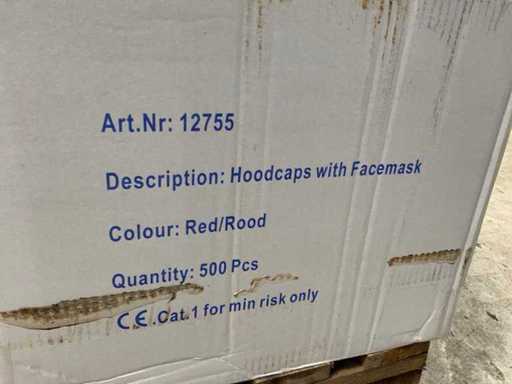 Art.Nr: 12755
Description: Hoodcaps with Facemask
Colour: Red/Rood
Quantity: 500 Pcs
CE.Cat.1 for min risk only